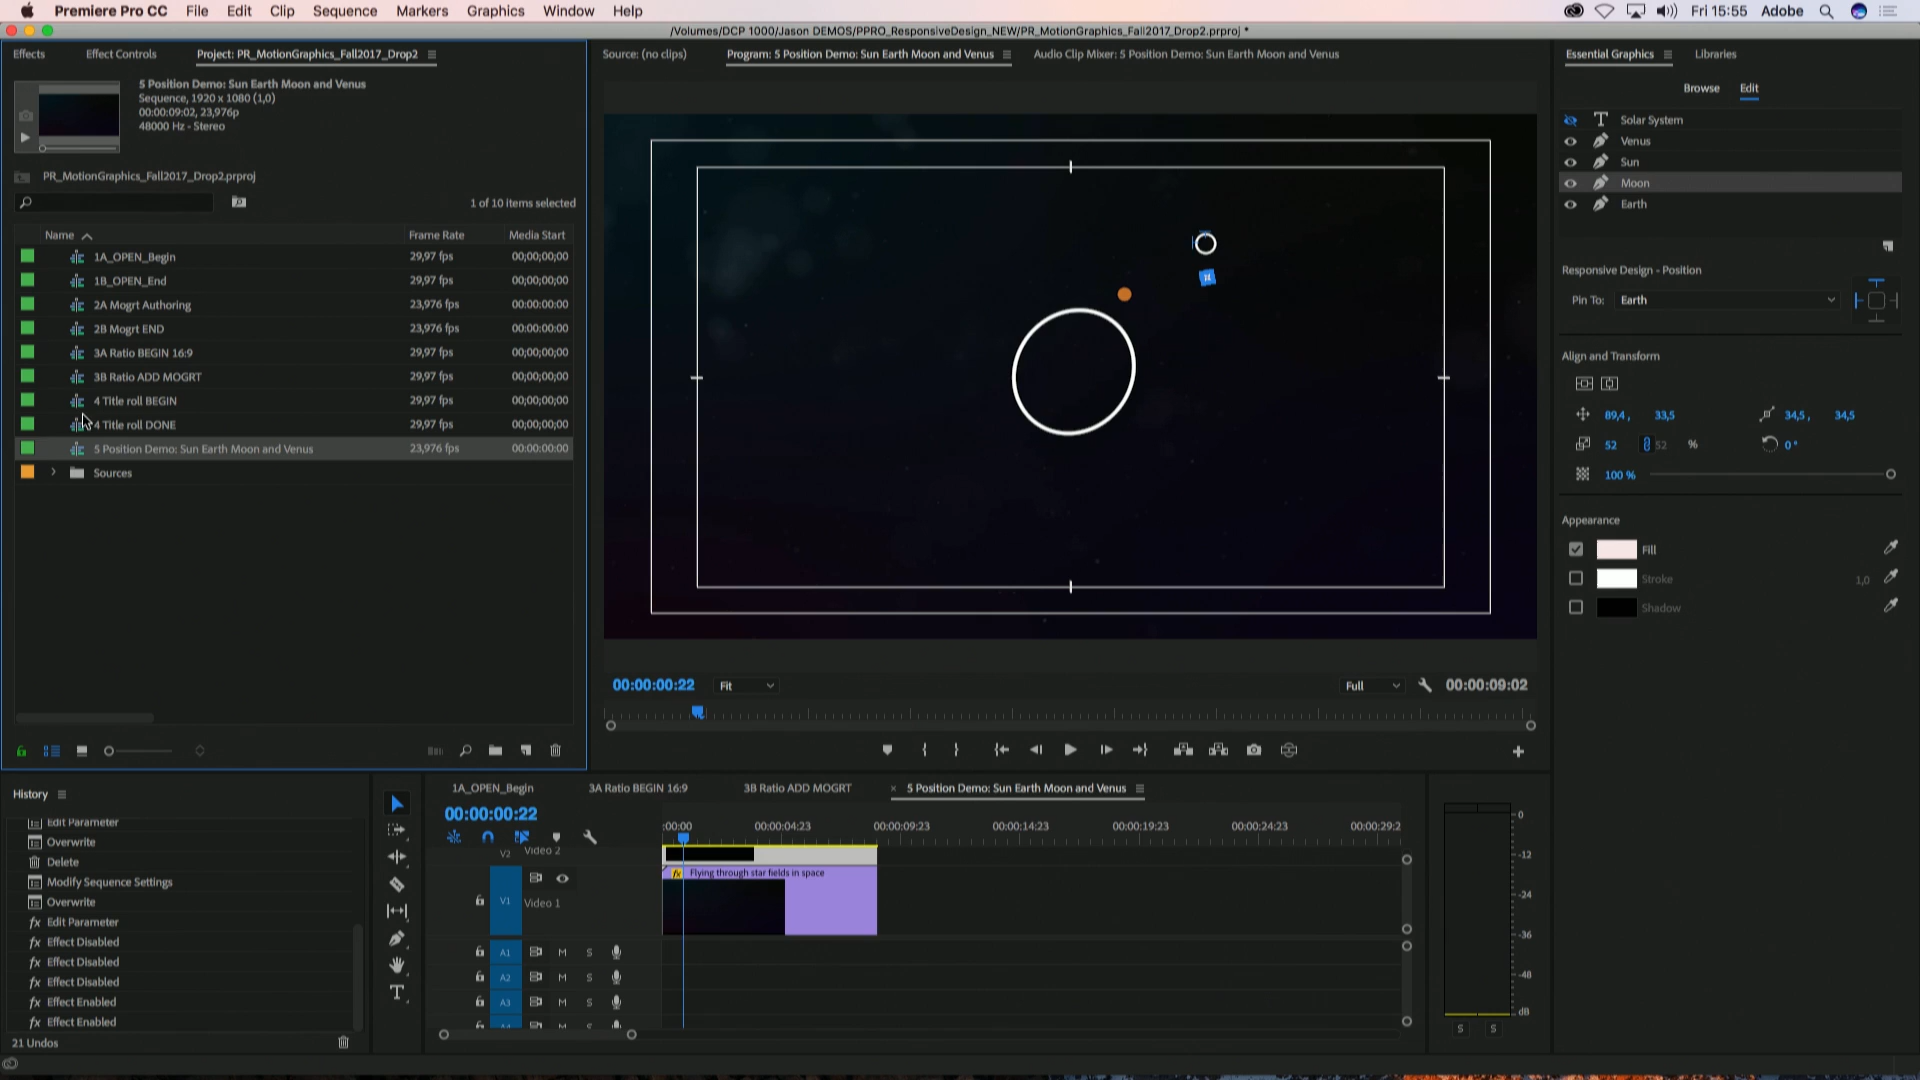 Premiere Pro CC File Edit Clip Sequence Markers Graphics Window Help Fri 15:55 Adobe
/Volumes/DCP 1000/Jason DEMOS/PPRO_ResponsiveDesign_NEW/PR_MotionGraphics_Fall2017_Drop2.prproj *
Effects Effect Controls Project: PR_MotionGraphics_Fall2017_Drop2
Source: (no clips) Program: 5 Position Demo: Sun Earth Moon and Venus Audio Clip Mixer: 5 Position Demo: Sun Earth Moon and Venus
Essential Graphics Libraries
5 Position Demo: Sun Earth Moon and Venus
Sequence, 1920 x 1080 (1,0)
00:00:09:02, 23,976p
48000 Hz - Stereo
PR_MotionGraphics_Fall2017_Drop2.prproj
1 of 10 items selected
Name Frame Rate Media Start
1A_OPEN_Begin 29,97 fps 00;00;00;00
1B_OPEN_End 29,97 fps 00;00;00;00
2A Mogrt Authoring 23,976 fps 00:00:00:00
2B Mogrt END 23,976 fps 00:00:00:00
3A Ratio BEGIN 16:9 29,97 fps 00;00;00;00
3B Ratio ADD MOGRT 29,97 fps 00;00;00;00
4 Title roll BEGIN 29,97 fps 00;00;00;00
4 Title roll DONE 29,97 fps 00;00;00;00
5 Position Demo: Sun Earth Moon and Venus 23,976 fps 00:00:00:00
Sources
00:00:00:22 Fit Full 00:00:09:02
Browse Edit
Solar System
Venus
Sun
Moon
Earth
Responsive Design - Position
Pin To: Earth
Align and Transform
89,4 , 33,5 34,5 , 34,5
52 52 % 0 °
100 %
Appearance
Fill
Stroke 1,0
Shadow
History
Edit Parameter
Overwrite
Delete
Modify Sequence Settings
Overwrite
fx Edit Parameter
fx Effect Disabled
fx Effect Disabled
fx Effect Disabled
fx Effect Enabled
fx Effect Enabled
21 Undos
1A_OPEN_Begin 3A Ratio BEGIN 16:9 3B Ratio ADD MOGRT × 5 Position Demo: Sun Earth Moon and Venus
00:00:00:22
:00:00 00:00:04:23 00:00:09:23 00:00:14:23 00:00:19:23 00:00:24:23 00:00:29:2
V2 Video 2
fx Flying through star fields in space
V1 Video 1
A1 M S
A2 M S
A3 M S
A4 M S
0
-12
-24
-36
-48
dB
S S